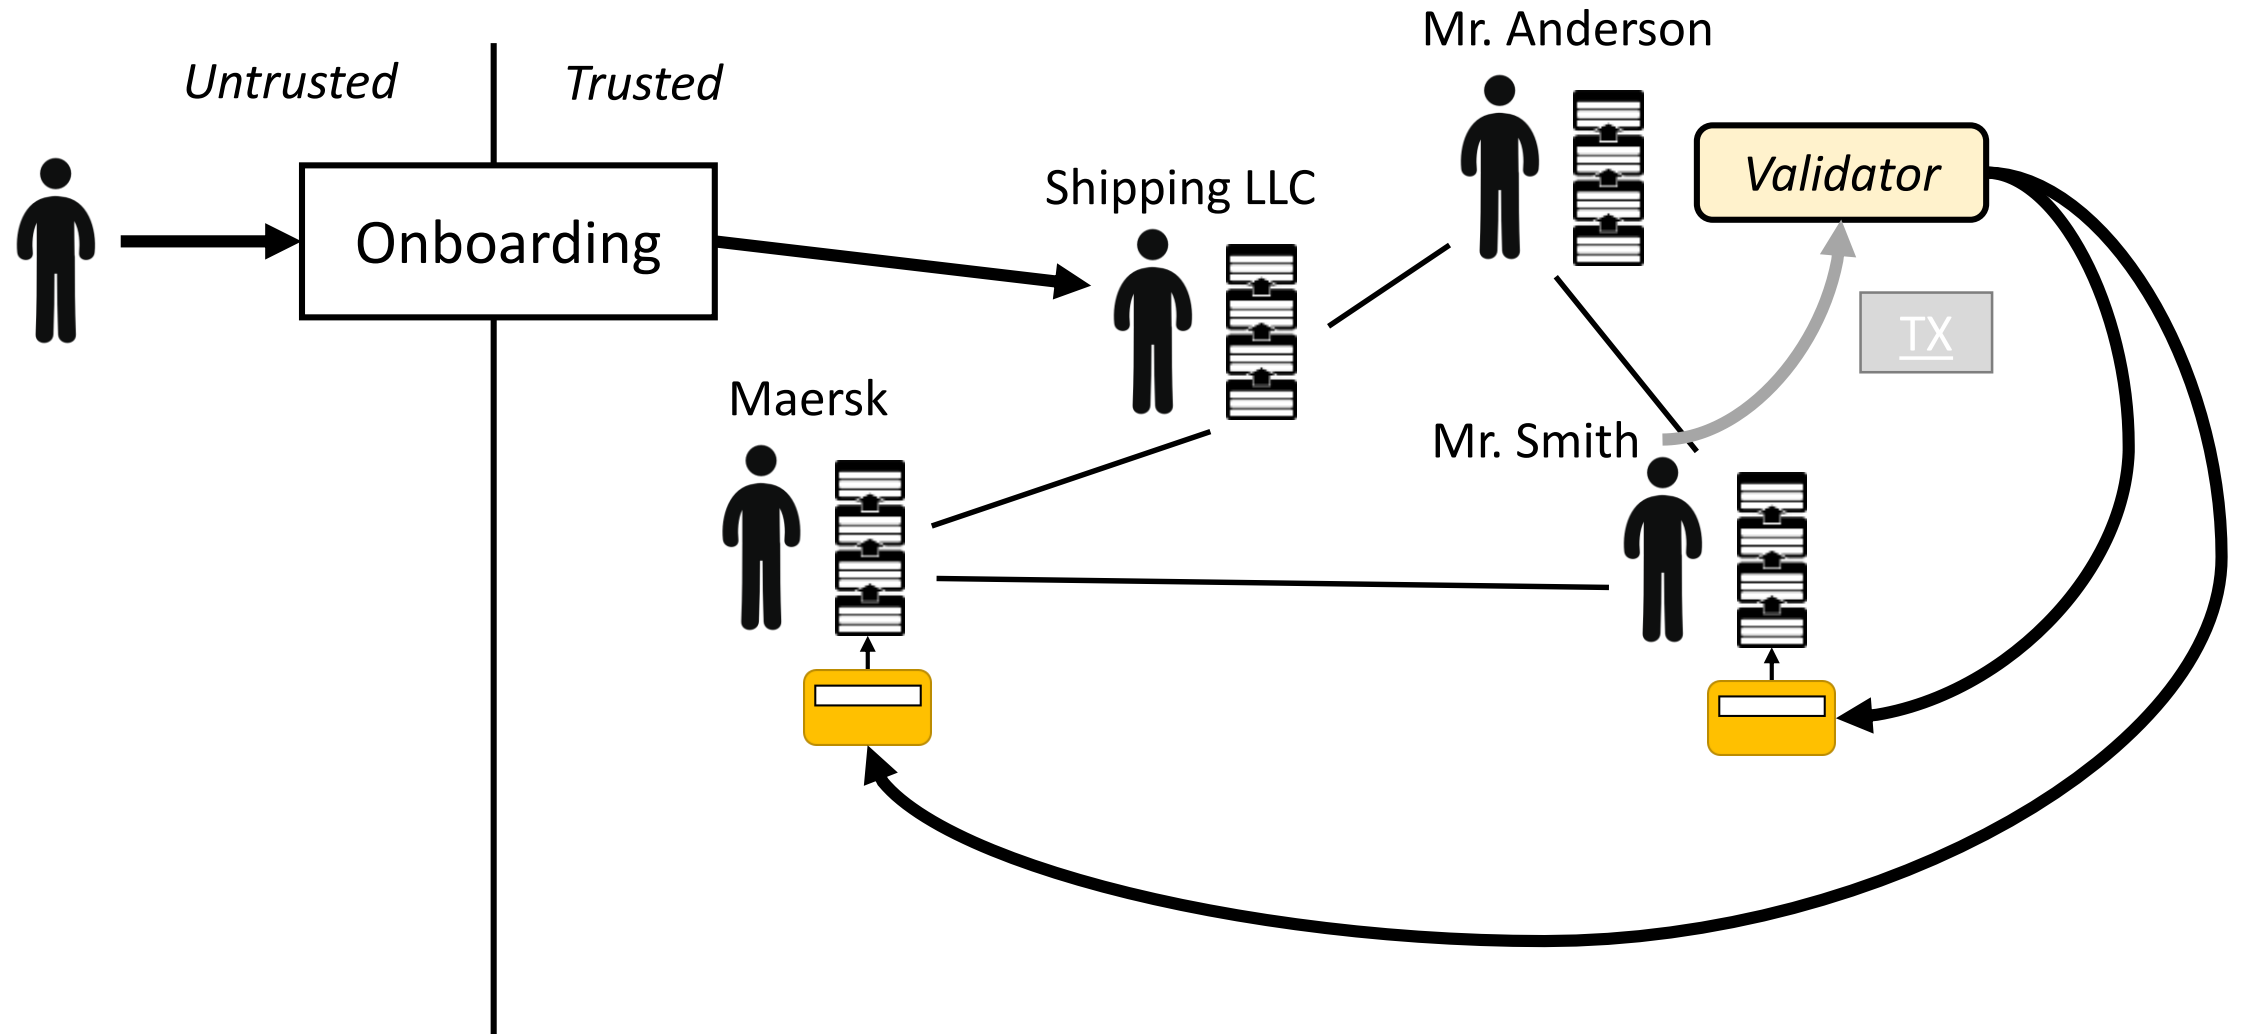 Mr. Anderson
Untrusted
Trusted
Validator
Shipping LLC
Onboarding
TX
Maersk
Mr. Smith